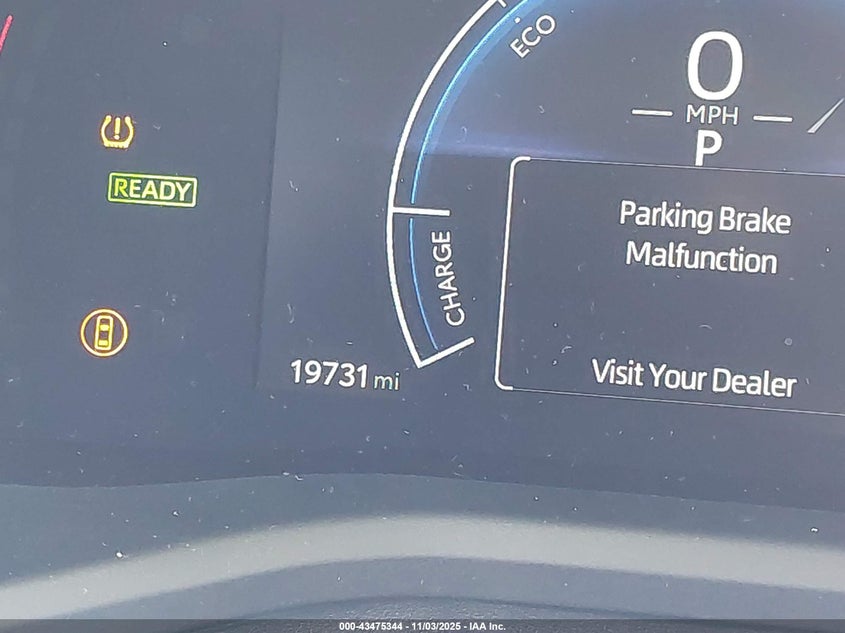 ECO
0
MPH
P
READY
Parking Brake
Malfunction
CHARGE
19731 mi
Visit Your Dealer
000-43475344 - 11/03/2025 - IAA Inc.